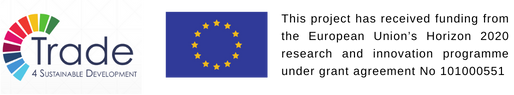 Trade
4 SUSTAINABLE DEVELOPMENT
This project has received funding from
the European Union's Horizon 2020
research and innovation programme
under grant agreement No 101000551